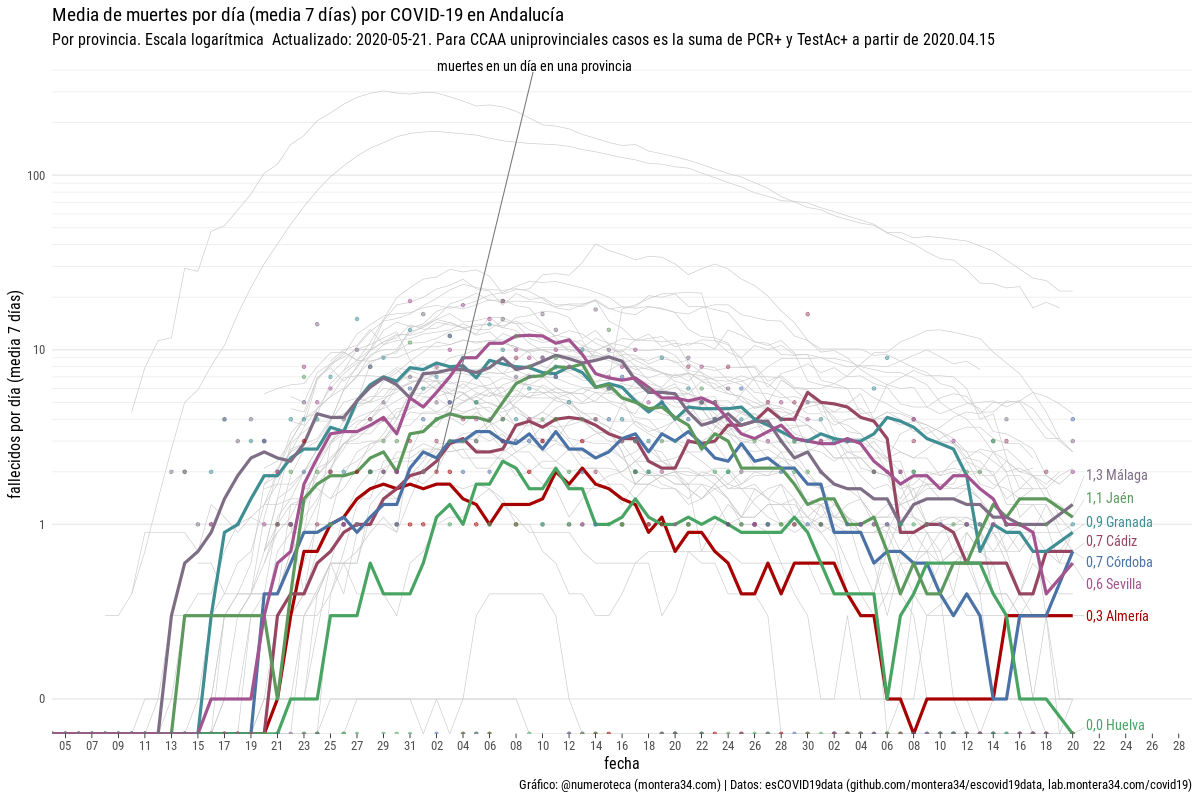 Media de muertes por día (media 7 días) por COVID-19 en Andalucía
Por provincia. Escala logarítmica  Actualizado: 2020-05-21. Para CCAA uniprovinciales casos es la suma de PCR+ y TestAc+ a partir de 2020.04.15
muertes en un día en una provincia
fallecidos por día (media  7 días)
100
10
1
0
1,3 Málaga
1,1 Jaén
0,9 Granada
0,7 Cádiz
0,7 Córdoba
0,6 Sevilla
0,3 Almería
0,0 Huelva
05 07 09 11 13 15 17 19 21 23 25 27 29 31 02 04 06 08 10 12 14 16 18 20 22 24 26 28 30 02 04 06 08 10 12 14 16 18 20 22 24 26 28
fecha
Gráfico: @numeroteca (montera34.com) | Datos: esCOVID19data (github.com/montera34/escovid19data, lab.montera34.com/covid19)